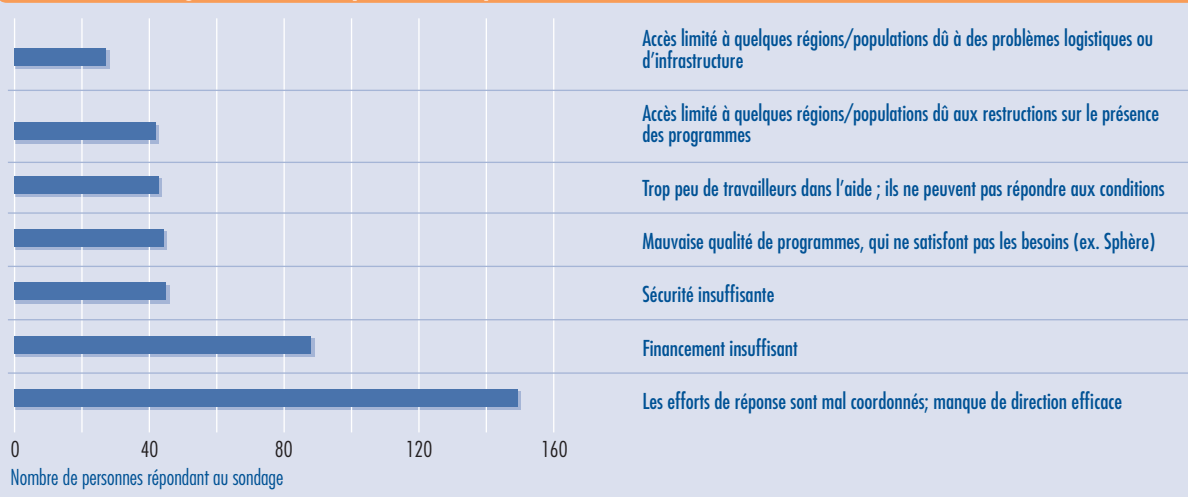 Accès limité à quelques régions/populations dû à des problèmes logistiques ou
d'infrastructure
Accès limité à quelques régions/populations dû aux restructions sur le présence
des programmes
Trop peu de travailleurs dans l'aide ; ils ne peuvent pas répondre aux conditions
Mauvaise qualité de programmes, qui ne satisfont pas les besoins (ex. Sphère)
Sécurité insuffisante
Financement insuffisant
Les efforts de réponse sont mal coordonnés; manque de direction efficace
0 40 80 120 160
Nombre de personnes répondant au sondage